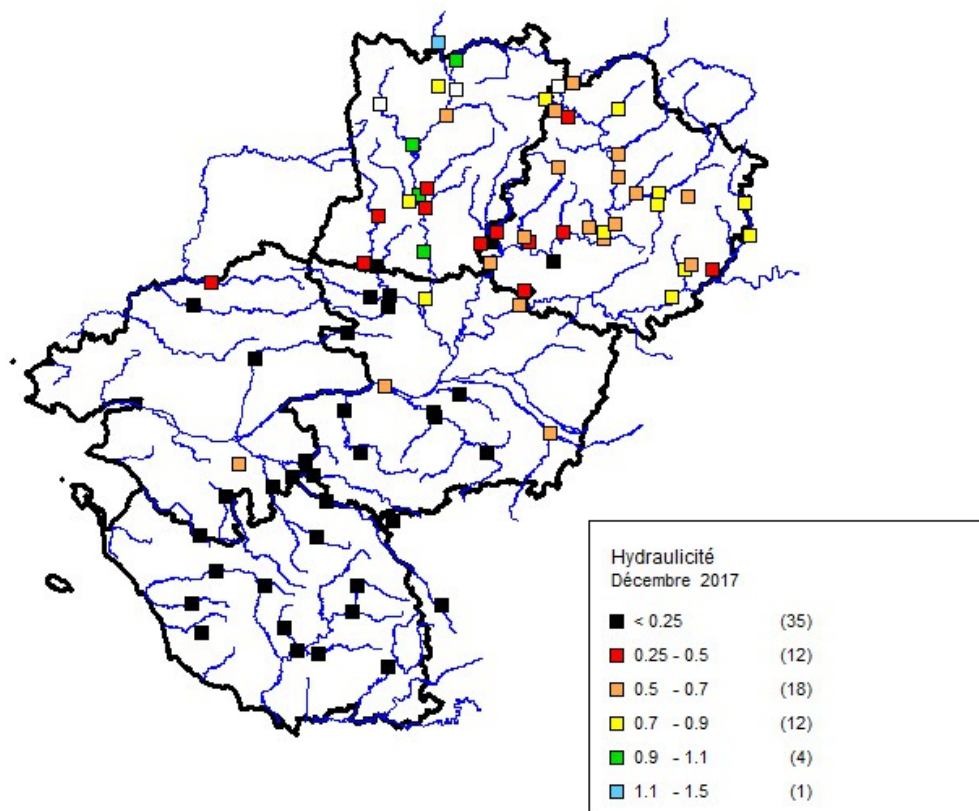 Hydraulicité
Décembre 2017
< 0.25 (35)
0.25 - 0.5 (12)
0.5 - 0.7 (18)
0.7 - 0.9 (12)
0.9 - 1.1 (4)
1.1 - 1.5 (1)